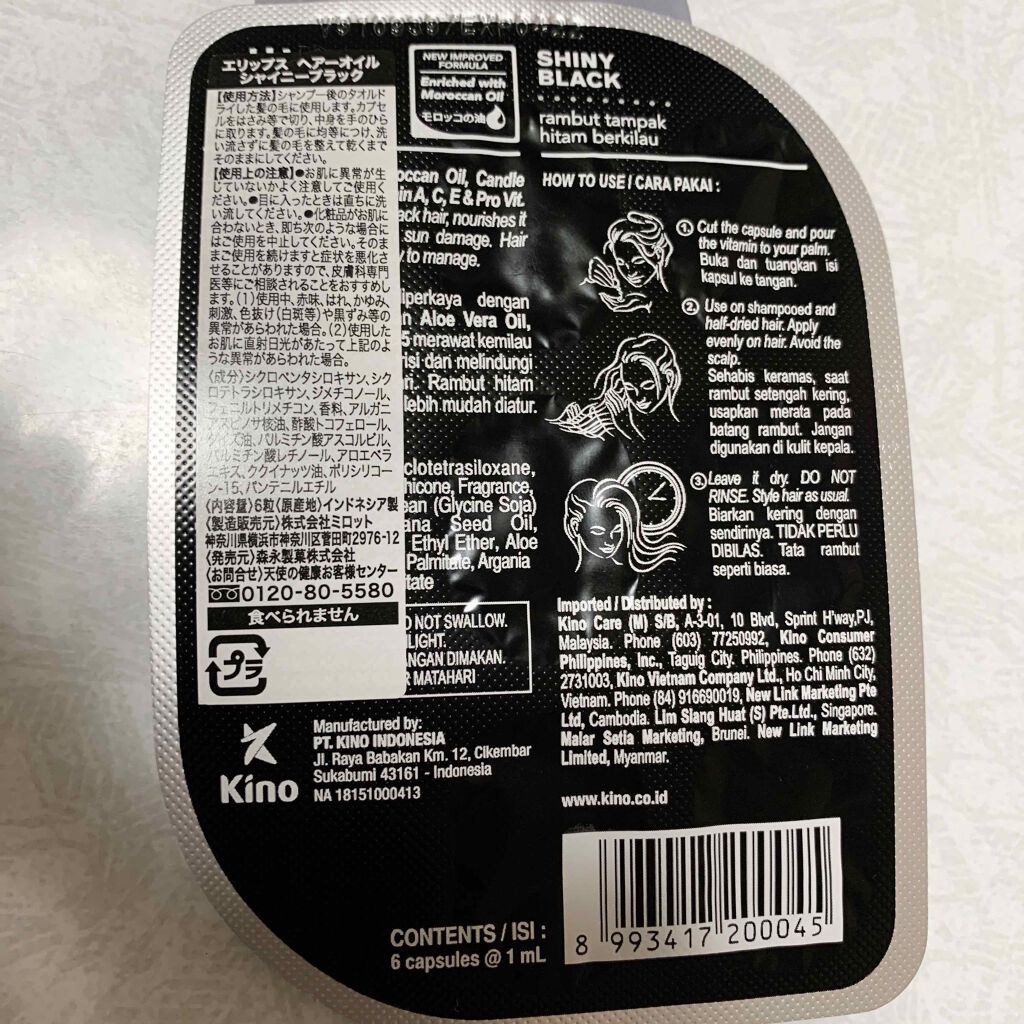 エリップス ヘアーオイル
シャイニーブラック
【使用方法】シャンプー後のタオルド
ライした髪の毛に使用します。カプセ
ルをはさみ等で切り、中身を手のひら
に取ります。髪の毛に均等につけ、洗
い流さずに髪の毛を整えて乾くまで
そのままにしてください。
【使用上の注意】●お肌に異常が生
じていないかよく注意してご使用く
ださい。●目に入ったときは直ちに洗
い流してください。●化粧品がお肌に
合わないとき、即ち次のような場合に
はご使用を中止してください。そのま
まご使用を続けますと症状を悪化さ
せることがありますので、皮膚科専門
医等にご相談されることをおすすめし
ます。(1)使用中、赤味、はれ、かゆみ、
刺激、色抜け(白斑等)や黒ずみ等の
異常があらわれた場合。(2)使用した
お肌に直射日光があたって上記のよ
うな異常があらわれた場合。
〈成分〉シクロペンタシロキサン、シク
ロテトラシロキサン、ジメチコノール、
フェニルトリメチコン、香料、アルガニ
アスピノサ核油、酢酸トコフェロール、
ダイズ油、パルミチン酸アスコルビル、
パルミチン酸レチノール、アロエベラ
エキス、ククイナッツ油、ポリシリコー
ン-15、パンテニルエチル
〈内容量〉6粒〈原産地〉インドネシア製
〈製造販売元〉株式会社ミロット
神奈川県横浜市神奈川区菅田町2976-12
〈発売元〉森永製菓株式会社
〈お問合せ〉天使の健康お客様センター
0120-80-5580
食べられません
プラ
NEW IMPROVED
FORMULA
Enriched with
Moroccan Oil
モロッコの油
occan Oil, Candle
in A, C, E & Pro Vit.
ack hair, nourishes it
sun damage. Hair
to manage.
iperkaya dengan
n Aloe Vera Oil,
5 merawat kemilau
risi dan melindungi
ri. Rambut hitam
lebih mudah diatur.
clotetrasiloxane,
hicone, Fragrance,
ean (Glycine Soja)
ana Seed Oil,
Ethyl Ether, Aloe
Palmitate, Argania
tate
O NOT SWALLOW.
LIGHT.
ANGAN DIMAKAN.
R MATAHARI
SHINY
BLACK
rambut tampak
hitam berkilau
HOW TO USE / CARA PAKAI :
1. Cut the capsule and pour
the vitamin to your palm.
Buka dan tuangkan isi
kapsul ke tangan.
2. Use on shampooed and
half-dried hair. Apply
evenly on hair. Avoid the
scalp.
Sehabis keramas, saat
rambut setengah kering,
usapkan merata pada
batang rambut. Jangan
digunakan di kulit kepala.
3. Leave it dry. DO NOT
RINSE. Style hair as usual.
Biarkan kering dengan
sendirinya. TIDAK PERLU
DIBILAS. Tata rambut
seperti biasa.
Imported / Distributed by :
Kino Care (M) S/B, A-3-01, 10 Blvd, Sprint H'way,PJ,
Malaysia. Phone (603) 77250992, Kino Consumer
Philippines, Inc., Taguig City. Philippines. Phone (632)
2731003, Kino Vietnam Company Ltd., Ho Chi Minh City,
Vietnam. Phone (84) 916690019, New Link Marketing Pte
Ltd, Cambodia. Lim Siang Huat (S) Pte.Ltd., Singapore.
Malar Setia Marketing, Brunei. New Link Marketing
Limited, Myanmar.
www.kino.co.id
Kino
Manufactured by:
PT. KINO INDONESIA
Jl. Raya Babakan Km. 12, Cikembar
Sukabumi 43161 - Indonesia
NA 18151000413
CONTENTS / ISI :
6 capsules @ 1 mL
8 993417 200045